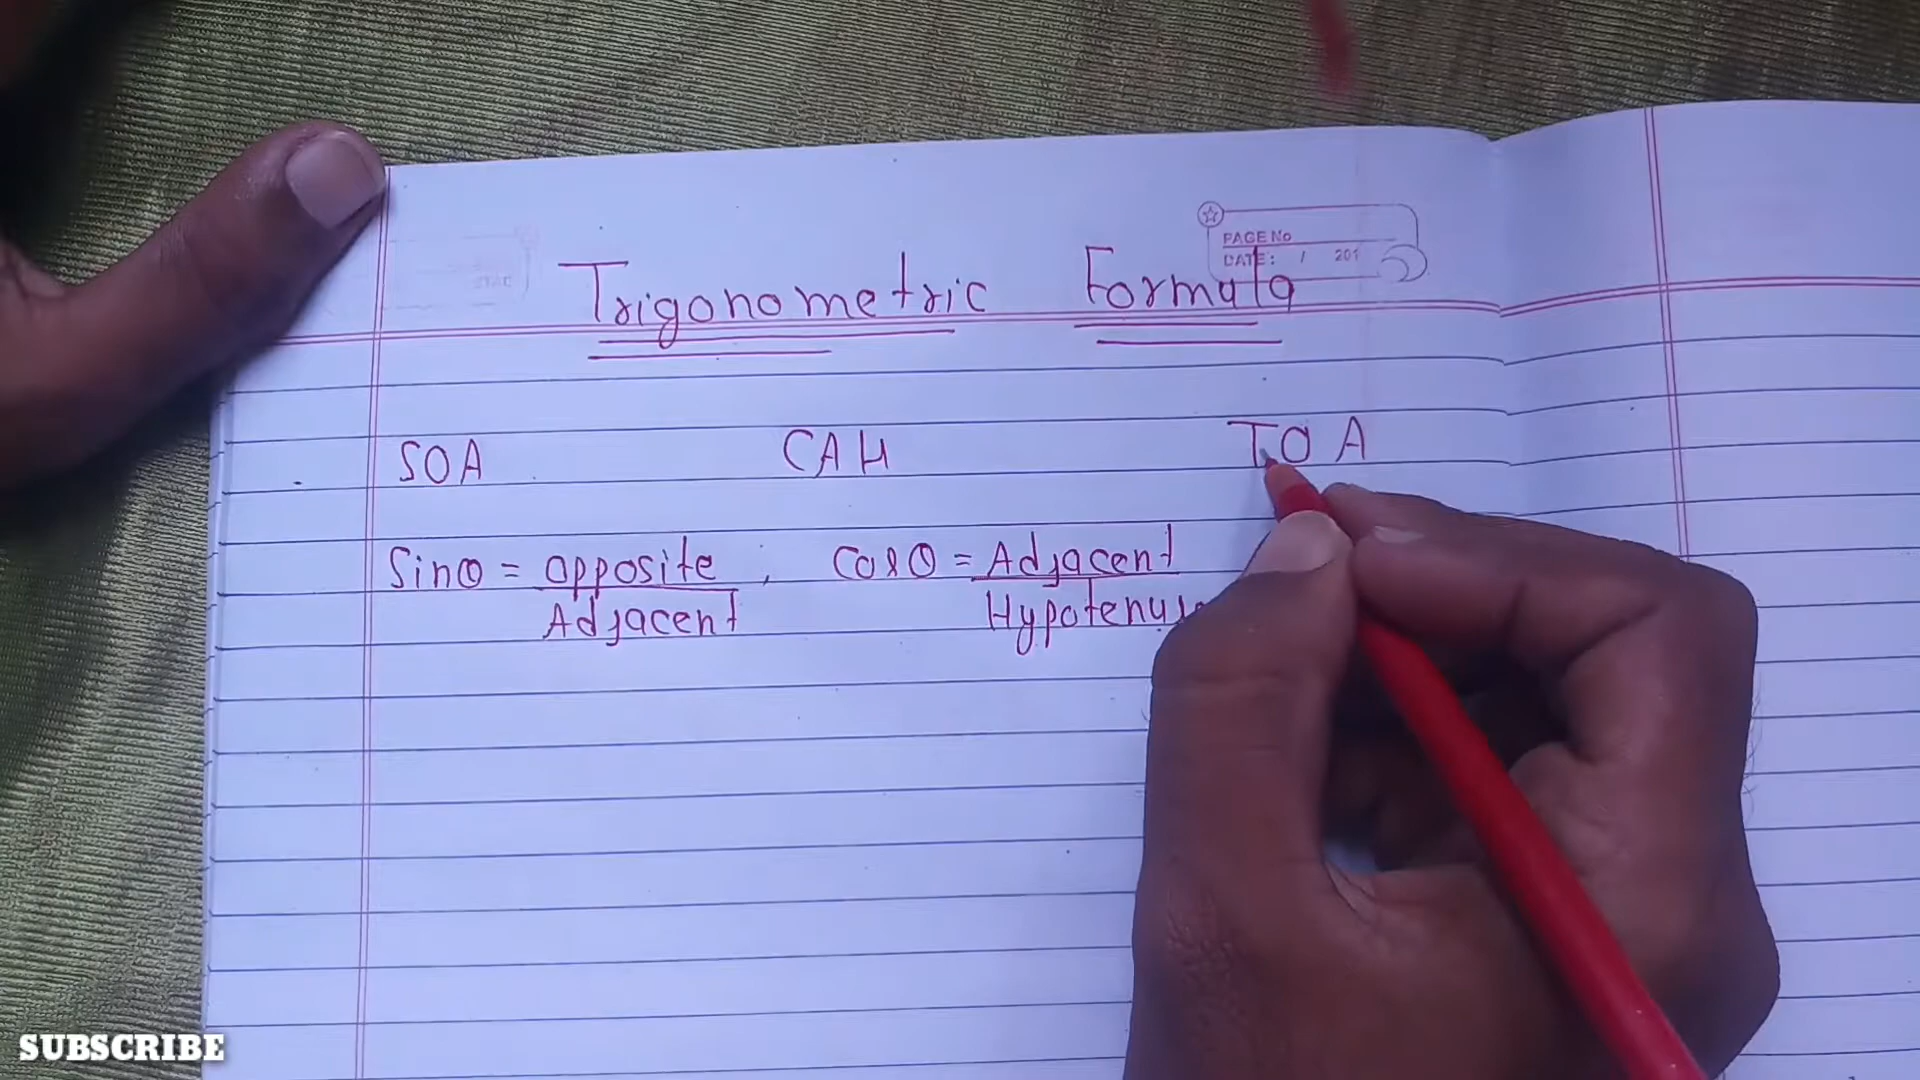 PAGE No
DATE: / 201
Trigonometric Formula
SOA CAH TOA
Sinθ = opposite / Adjacent , Cosθ = Adjacent / Hypotenuse
SUBSCRIBE